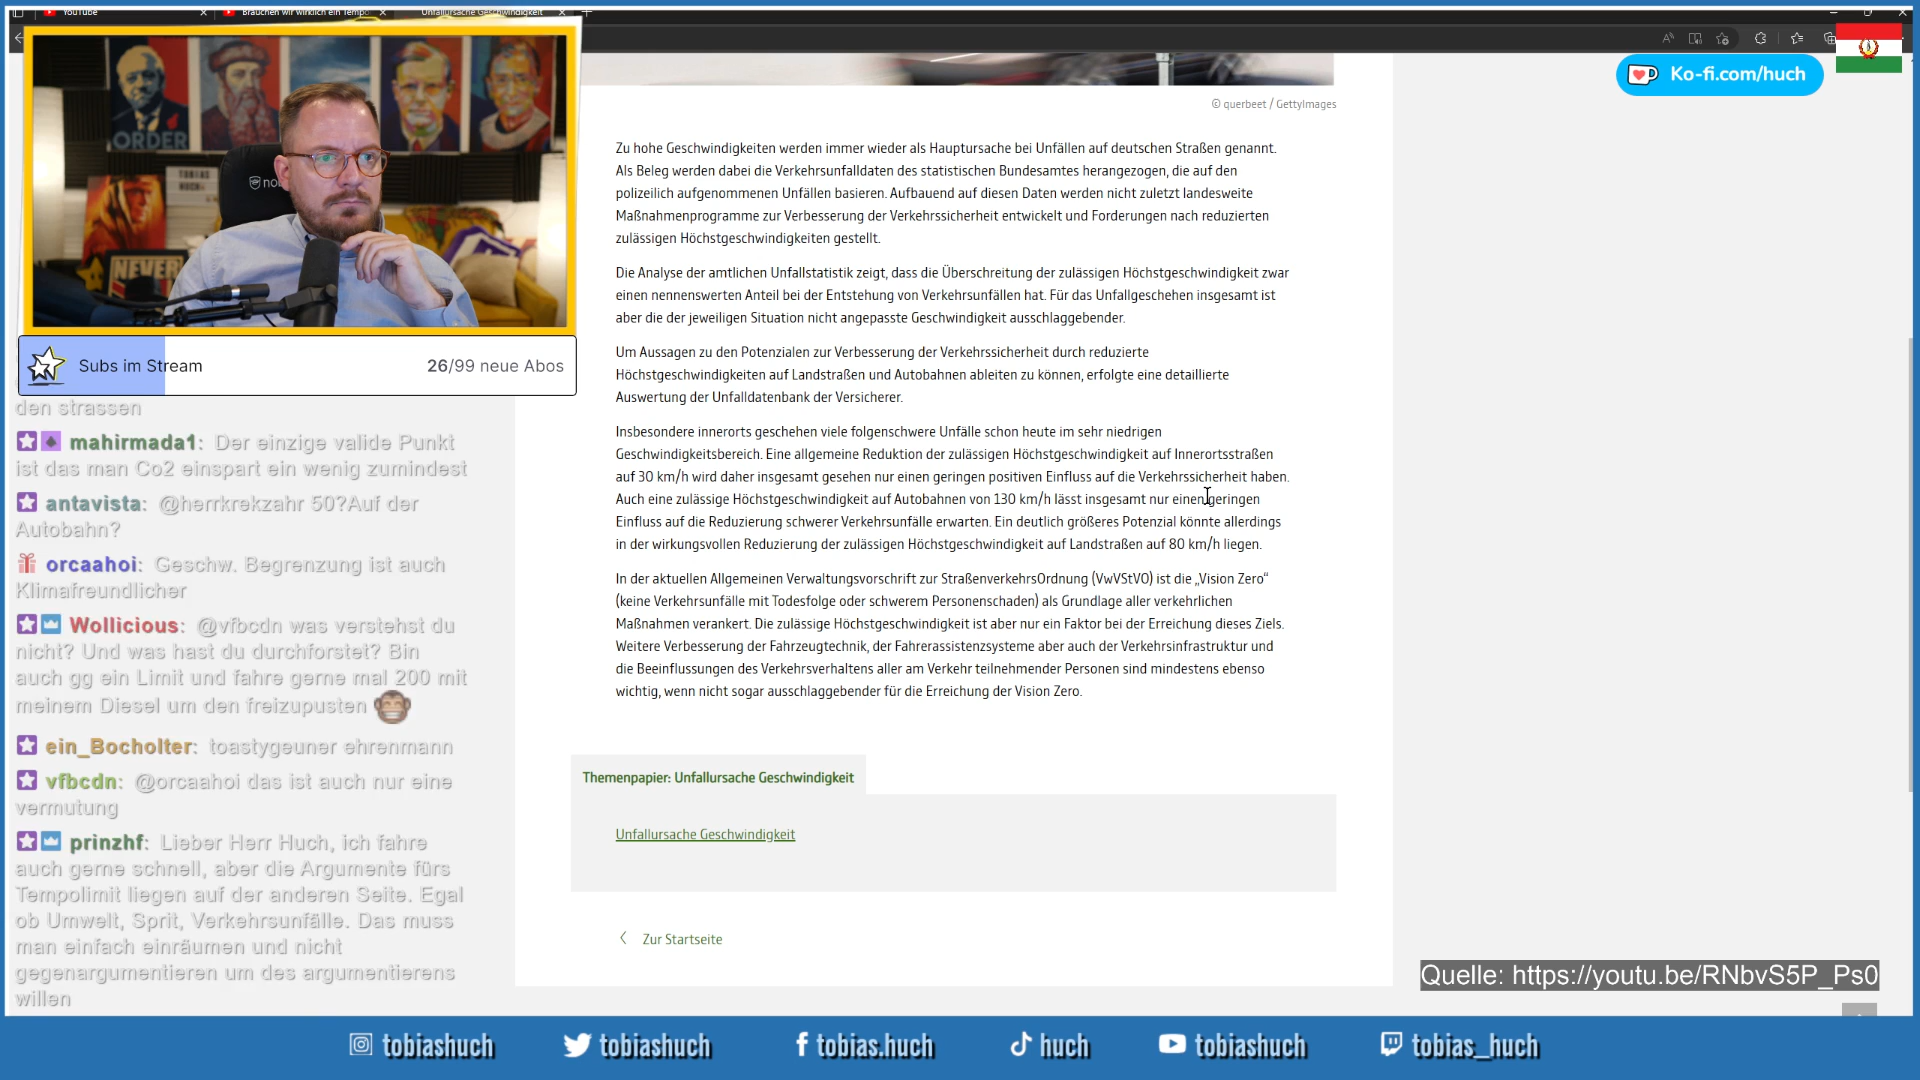 YouTube
Brauchen wir wirklich ein Tempo
Unfallursache Geschwindigkeit
ORDER
TOBIAS
HUCH
NEVER
Ko-fi.com/huch
© querbeet / GettyImages
Zu hohe Geschwindigkeiten werden immer wieder als Hauptursache bei Unfällen auf deutschen Straßen genannt.
Als Beleg werden dabei die Verkehrsunfalldaten des statistischen Bundesamtes herangezogen, die auf den
polizeilich aufgenommenen Unfällen basieren. Aufbauend auf diesen Daten werden nicht zuletzt landesweite
Maßnahmenprogramme zur Verbesserung der Verkehrssicherheit entwickelt und Forderungen nach reduzierten
zulässigen Höchstgeschwindigkeiten gestellt.
Die Analyse der amtlichen Unfallstatistik zeigt, dass die Überschreitung der zulässigen Höchstgeschwindigkeit zwar
einen nennenswerten Anteil bei der Entstehung von Verkehrsunfällen hat. Für das Unfallgeschehen insgesamt ist
aber die der jeweiligen Situation nicht angepasste Geschwindigkeit ausschlaggebender.
Um Aussagen zu den Potenzialen zur Verbesserung der Verkehrssicherheit durch reduzierte
Höchstgeschwindigkeiten auf Landstraßen und Autobahnen ableiten zu können, erfolgte eine detaillierte
Auswertung der Unfalldatenbank der Versicherer.
Insbesondere innerorts geschehen viele folgenschwere Unfälle schon heute im sehr niedrigen
Geschwindigkeitsbereich. Eine allgemeine Reduktion der zulässigen Höchstgeschwindigkeit auf Innerortsstraßen
auf 30 km/h wird daher insgesamt gesehen nur einen geringen positiven Einfluss auf die Verkehrssicherheit haben.
Auch eine zulässige Höchstgeschwindigkeit auf Autobahnen von 130 km/h lässt insgesamt nur einen geringen
Einfluss auf die Reduzierung schwerer Verkehrsunfälle erwarten. Ein deutlich größeres Potenzial könnte allerdings
in der wirkungsvollen Reduzierung der zulässigen Höchstgeschwindigkeit auf Landstraßen auf 80 km/h liegen.
In der aktuellen Allgemeinen Verwaltungsvorschrift zur StraßenverkehrsOrdnung (VwVStVO) ist die „Vision Zero“
(keine Verkehrsunfälle mit Todesfolge oder schwerem Personenschaden) als Grundlage aller verkehrlichen
Maßnahmen verankert. Die zulässige Höchstgeschwindigkeit ist aber nur ein Faktor bei der Erreichung dieses Ziels.
Weitere Verbesserung der Fahrzeugtechnik, der Fahrerassistenzsysteme aber auch der Verkehrsinfrastruktur und
die Beeinflussungen des Verkehrsverhaltens aller am Verkehr teilnehmender Personen sind mindestens ebenso
wichtig, wenn nicht sogar ausschlaggebender für die Erreichung der Vision Zero.
Themenpapier: Unfallursache Geschwindigkeit
Unfallursache Geschwindigkeit
Zur Startseite
Subs im Stream 26/99 neue Abos
den strassen
mahirmada1: Der einzige valide Punkt
ist das man Co2 einspart ein wenig zumindest
antavista: @herrkrekzahr 50?Auf der
Autobahn?
orcaahoi: Geschw. Begrenzung ist auch
Klimafreundlicher
Wollicious: @vfbcdn was verstehst du
nicht? Und was hast du durchforstet? Bin
auch gg ein Limit und fahre gerne mal 200 mit
meinem Diesel um den freizupusten
ein_Bocholter: toastygeuner ehrenmann
vfbcdn: @orcaahoi das ist auch nur eine
vermutung
prinzhf: Lieber Herr Huch, ich fahre
auch gerne schnell, aber die Argumente fürs
Tempolimit liegen auf der anderen Seite. Egal
ob Umwelt, Sprit, Verkehrsunfälle. Das muss
man einfach einräumen und nicht
gegenargumentieren um des argumentierens
willen
Quelle: https://youtu.be/RNbvS5P_Ps0
tobiashuch
tobiashuch
tobias.huch
huch
tobiashuch
tobias_huch